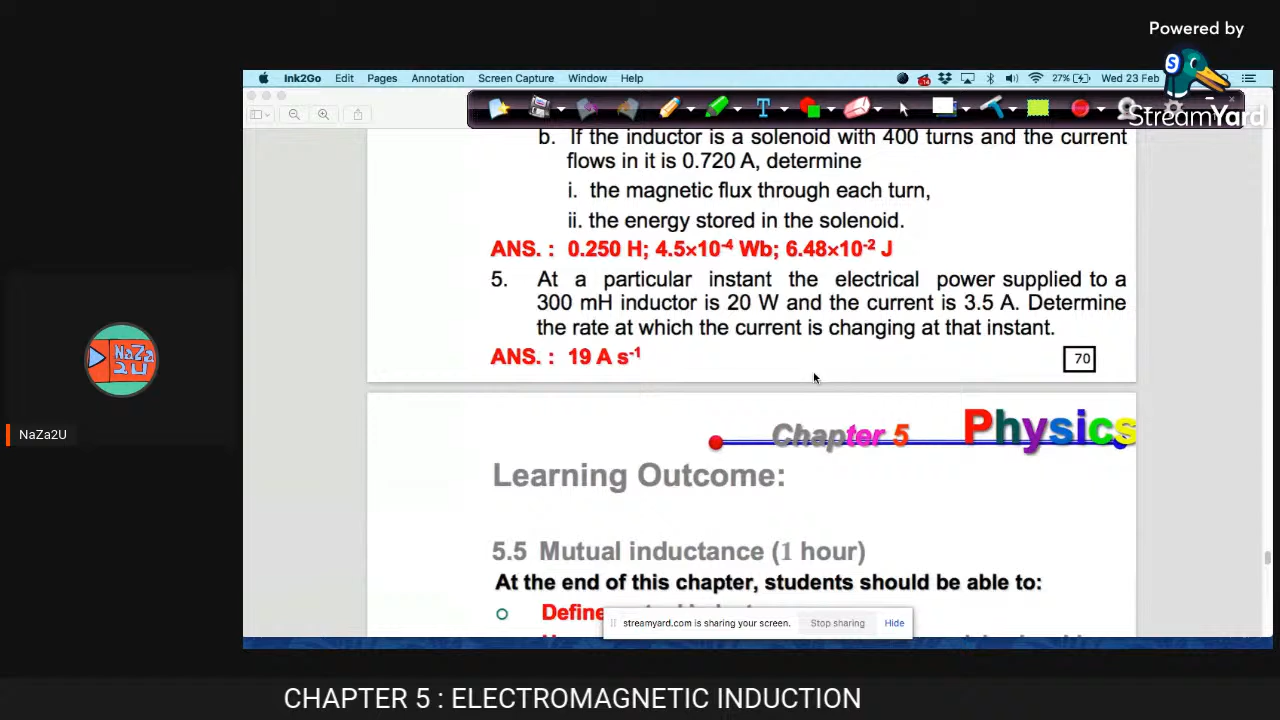 Powered by
StreamYard
Ink2Go Edit Pages Annotation Screen Capture Window Help
27% Wed 23 Feb
b. If the inductor is a solenoid with 400 turns and the current
flows in it is 0.720 A, determine
i. the magnetic flux through each turn,
ii. the energy stored in the solenoid.
ANS. : 0.250 H; 4.5×10⁻⁴ Wb; 6.48×10⁻² J
5. At a particular instant the electrical power supplied to a
300 mH inductor is 20 W and the current is 3.5 A. Determine
the rate at which the current is changing at that instant.
ANS. : 19 A s⁻¹
70
Chapter 5 Physics
Learning Outcome:
5.5 Mutual inductance (1 hour)
At the end of this chapter, students should be able to:
Define
streamyard.com is sharing your screen. Stop sharing Hide
NaZa
2U
NaZa2U
CHAPTER 5 : ELECTROMAGNETIC INDUCTION